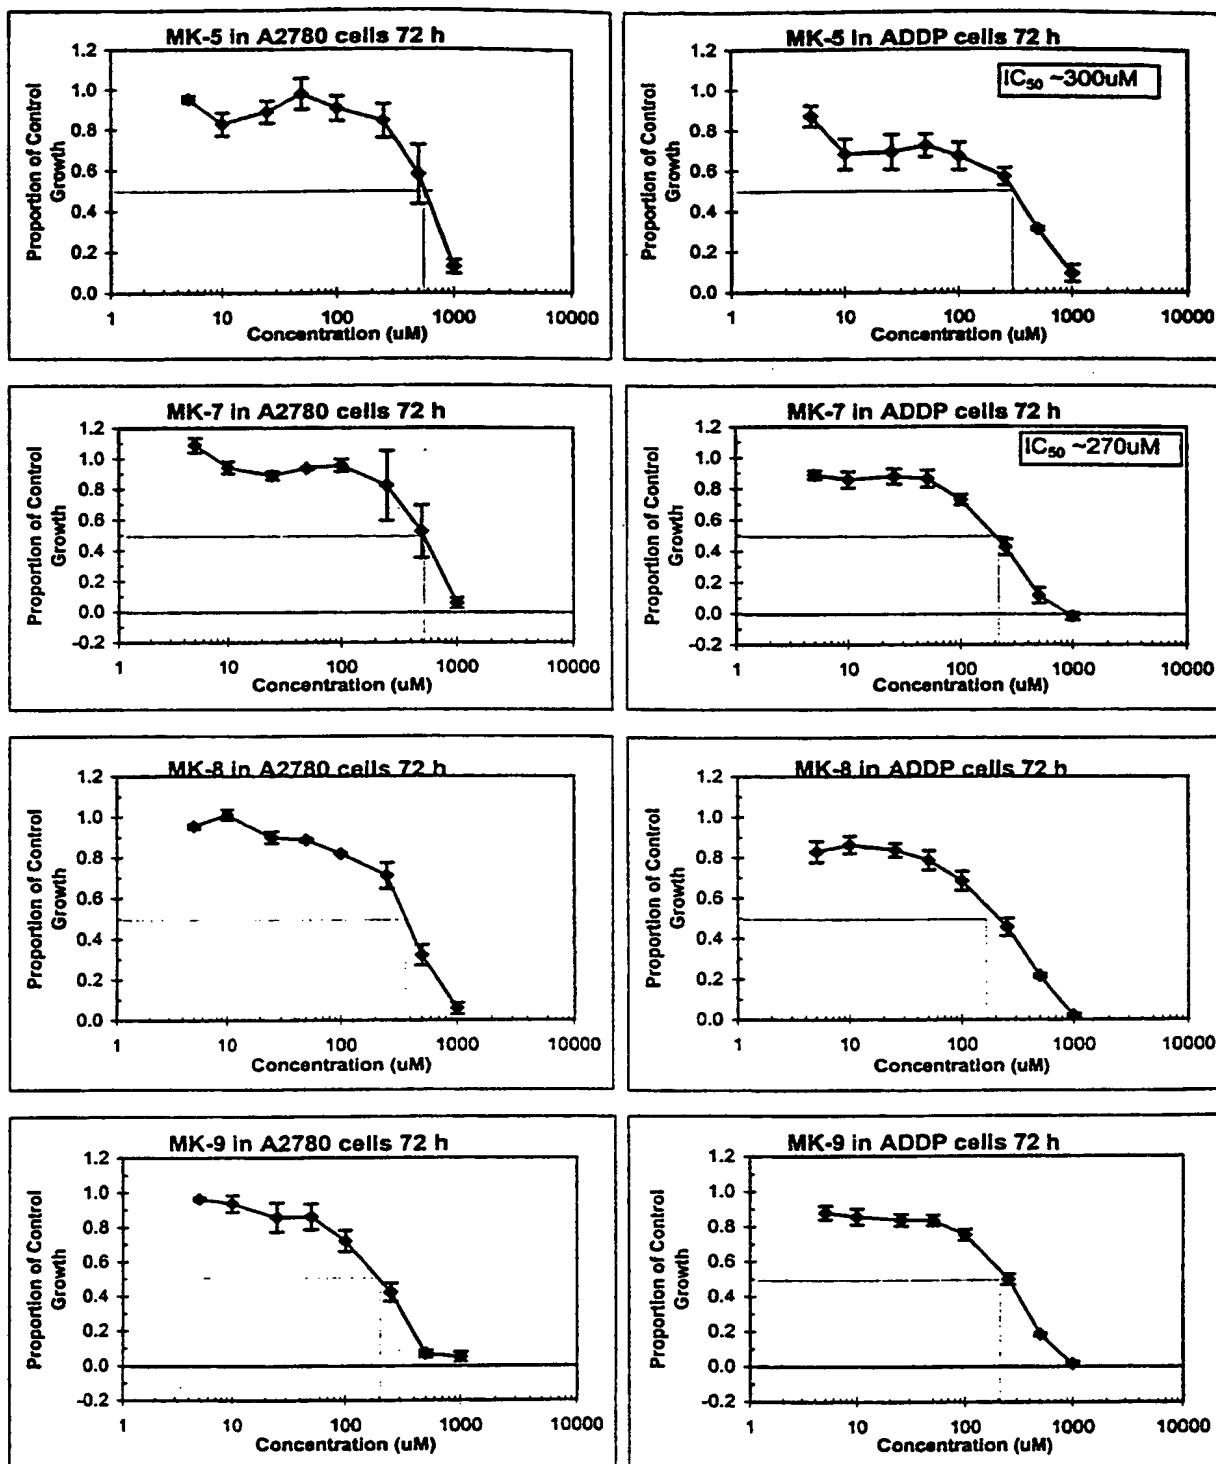 MK-5 in A2780 cells 72 h
Proportion of Control
Growth
1.2
1.0
0.8
0.6
0.4
0.2
0.0
1 10 100 1000 10000
Concentration (uM)
MK-5 in ADDP cells 72 h
IC50 ~300uM
Proportion of Control
Growth
1.2
1.0
0.8
0.6
0.4
0.2
0.0
1 10 100 1000 10000
Concentration (uM)
MK-7 in A2780 cells 72 h
Proportion of Control
Growth
1.2
1.0
0.8
0.6
0.4
0.2
0.0
-0.2
1 10 100 1000 10000
Concentration (uM)
MK-7 in ADDP cells 72 h
IC50 ~270uM
Proportion of Control
Growth
1.2
1.0
0.8
0.6
0.4
0.2
0.0
-0.2
1 10 100 1000 10000
Concentration (uM)
MK-8 in A2780 cells 72 h
Proportion of Control
Growth
1.2
1.0
0.8
0.6
0.4
0.2
0.0
1 10 100 1000 10000
Concentration (uM)
MK-8 in ADDP cells 72 h
Proportion of Control
Growth
1.2
1.0
0.8
0.6
0.4
0.2
0.0
1 10 100 1000 10000
Concentration (uM)
MK-9 in A2780 cells 72 h
Proportion of Control
Growth
1.2
1.0
0.8
0.6
0.4
0.2
0.0
-0.2
1 10 100 1000 10000
Concentration (uM)
MK-9 in ADDP cells 72 h
Proportion of Control
Growth
1.2
1.0
0.8
0.6
0.4
0.2
0.0
-0.2
1 10 100 1000 10000
Concentration (uM)